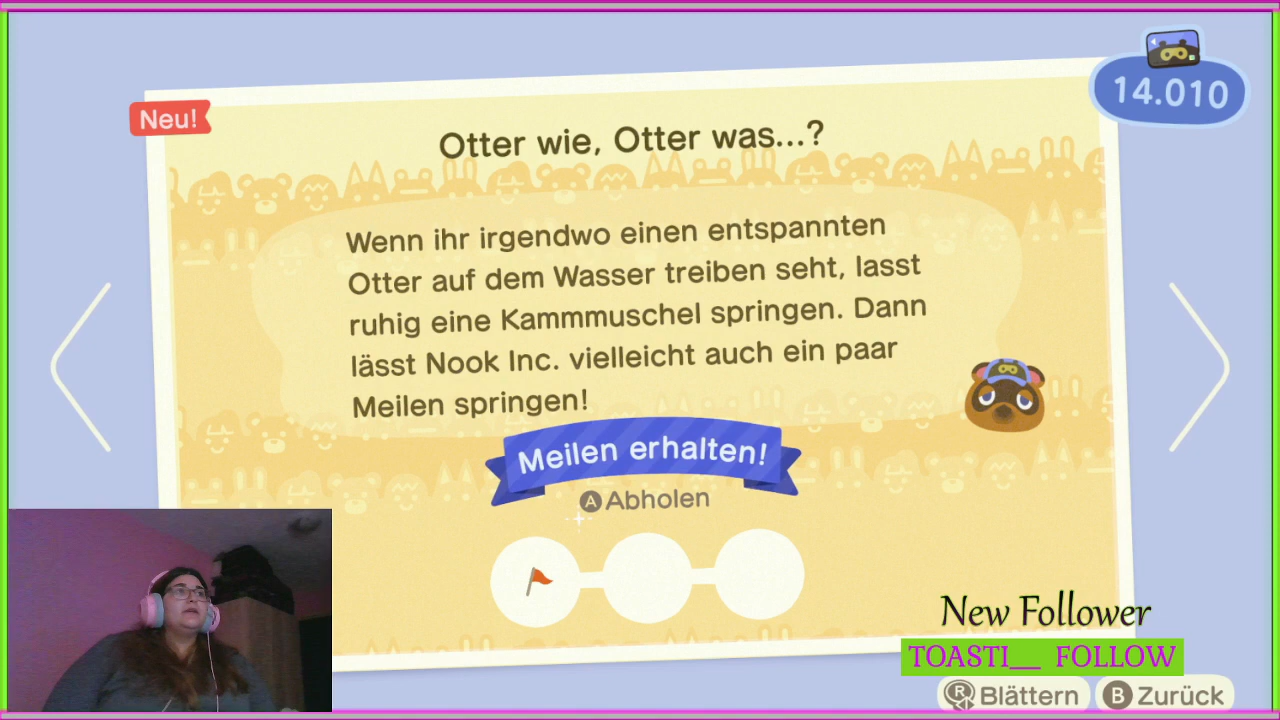 14.010
Neu!
Otter wie, Otter was...?
Wenn ihr irgendwo einen entspannten
Otter auf dem Wasser treiben seht, lasst
ruhig eine Kammmuschel springen. Dann
lässt Nook Inc. vielleicht auch ein paar
Meilen springen!
Meilen erhalten!
A Abholen
New Follower
TOASTI__ FOLLOW
R Blättern B Zurück